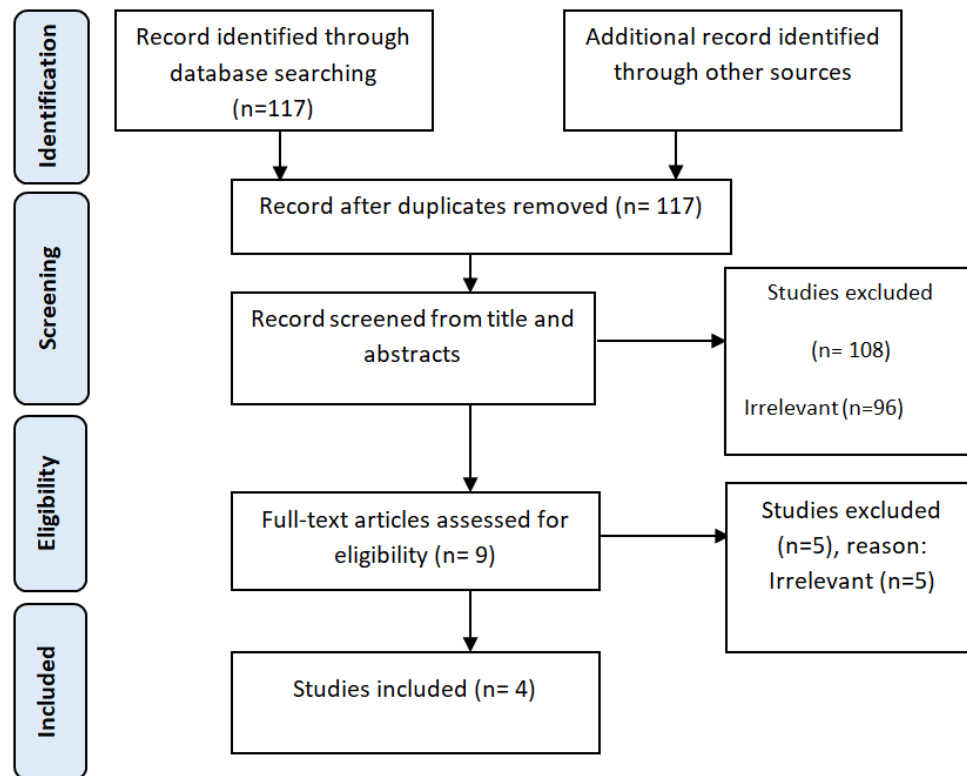 Identification
Record identified through
database searching
(n=117)
Additional record identified
through other sources
Record after duplicates removed (n= 117)
Screening
Record screened from title and
abstracts
Studies excluded
(n= 108)
Irrelevant (n=96)
Eligibility
Full-text articles assessed for
eligibility (n= 9)
Studies excluded
(n=5), reason:
Irrelevant (n=5)
Included
Studies included (n= 4)